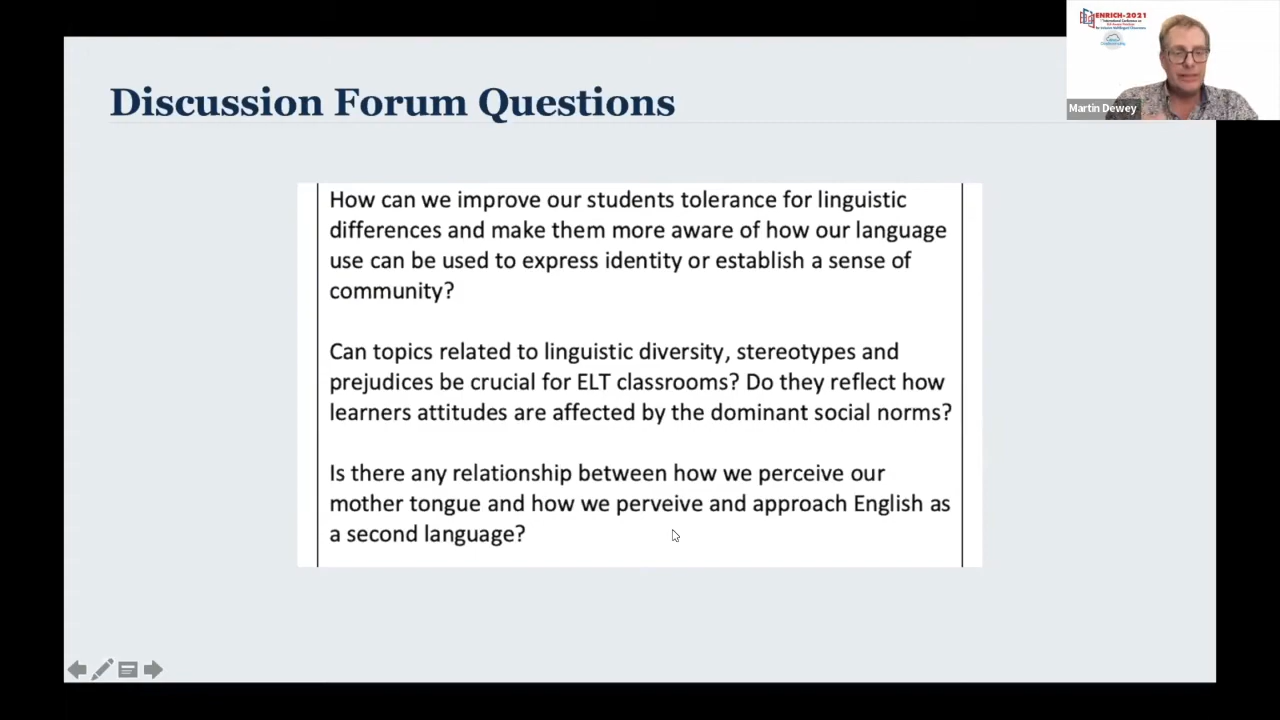 ENRICH-2021
Martin Dewey
Discussion Forum Questions
How can we improve our students tolerance for linguistic
differences and make them more aware of how our language
use can be used to express identity or establish a sense of
community?
Can topics related to linguistic diversity, stereotypes and
prejudices be crucial for ELT classrooms? Do they reflect how
learners attitudes are affected by the dominant social norms?
Is there any relationship between how we perceive our
mother tongue and how we perveive and approach English as
a second language?